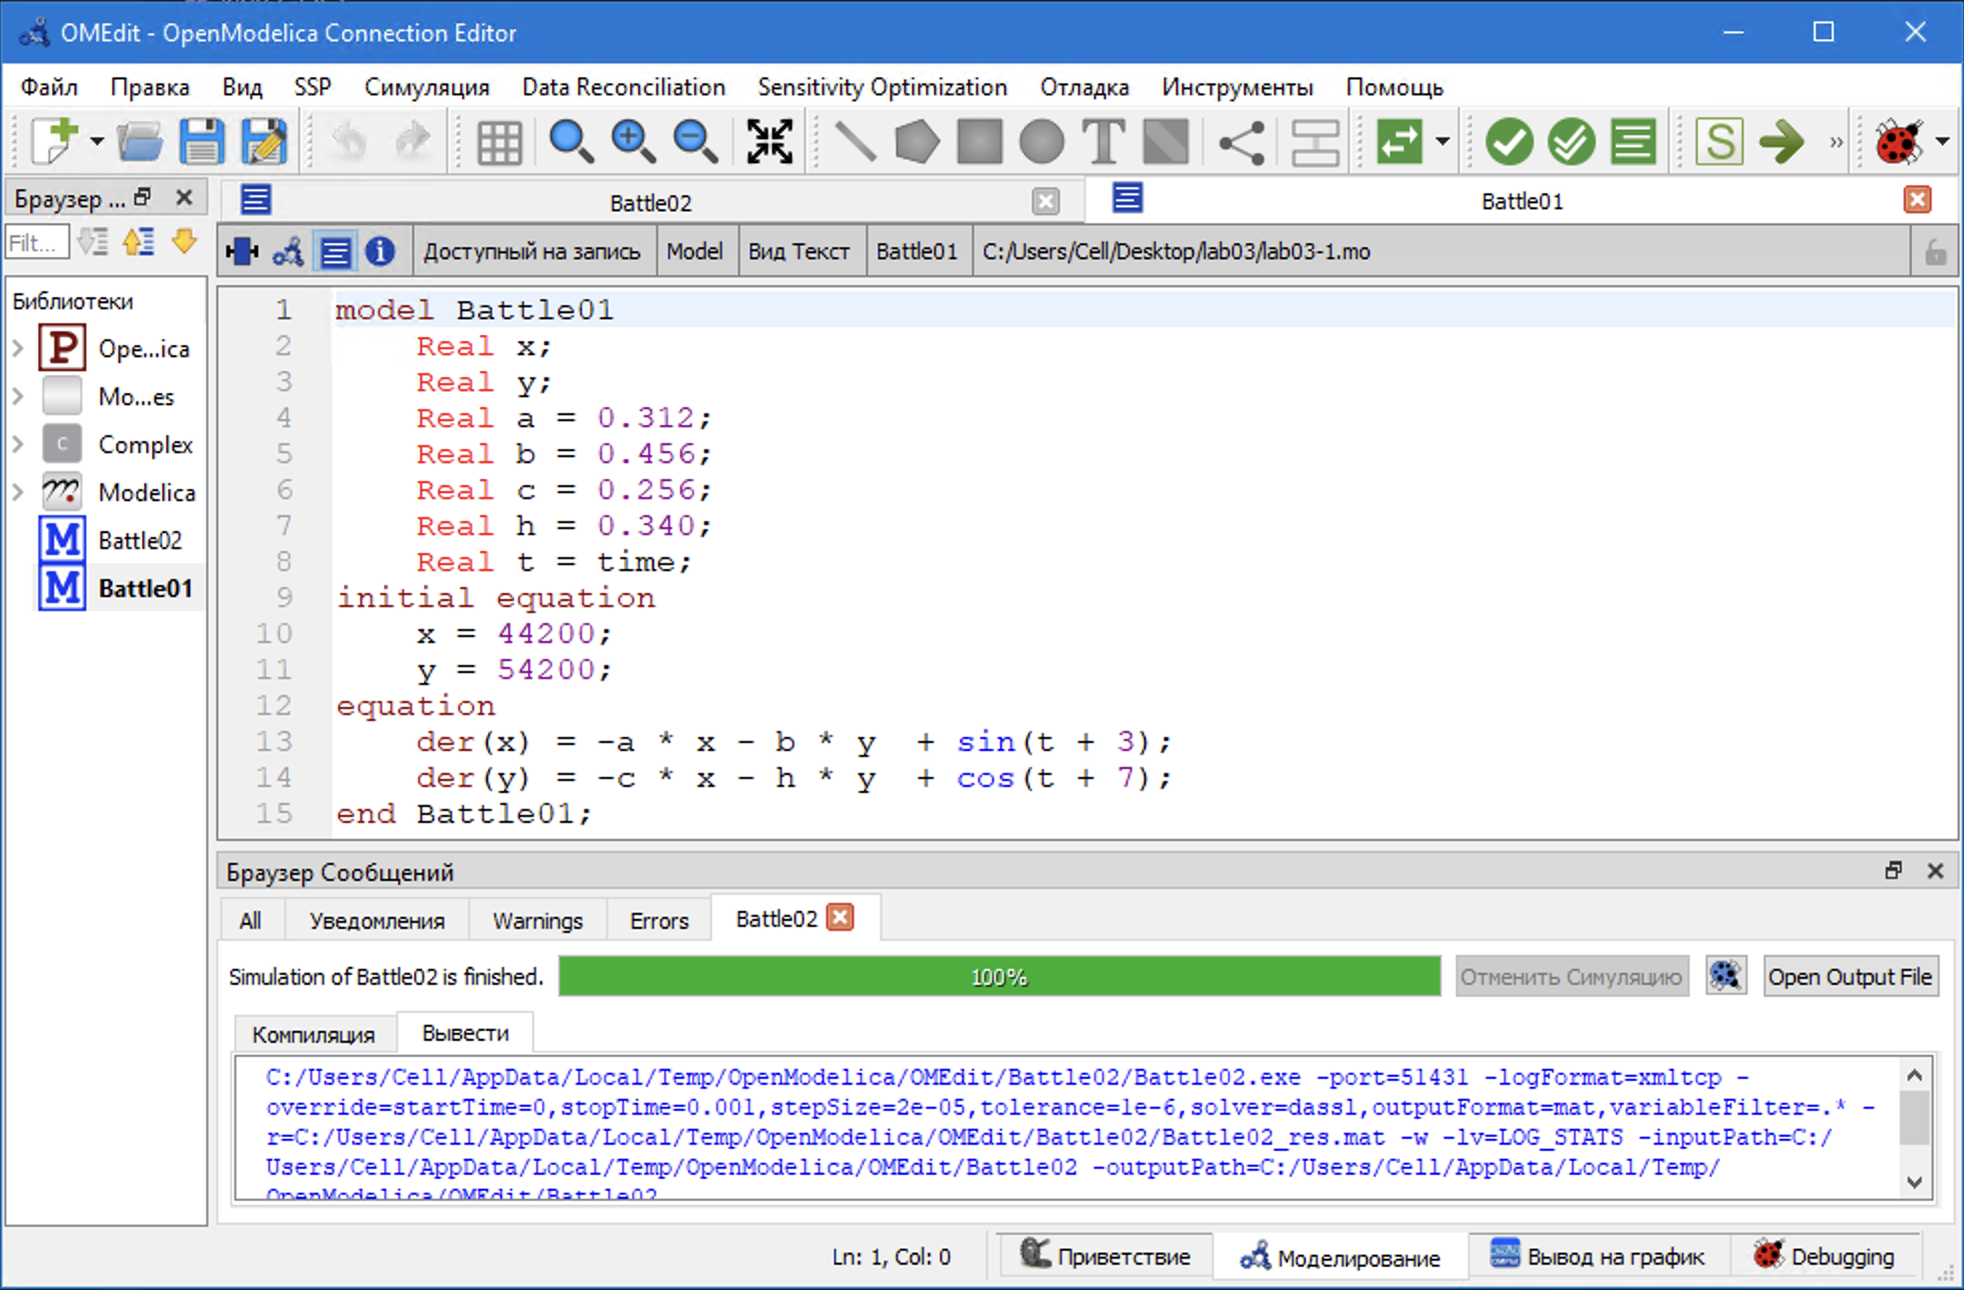 OMEdit - OpenModelica Connection Editor
Файл Правка Вид SSP Симуляция Data Reconciliation Sensitivity Optimization Отладка Инструменты Помощь
T S »
Браузер ... Battle02 Battle01
Filt... Доступный на запись Model Вид Текст Battle01 C:/Users/Cell/Desktop/lab03/lab03-1.mo
Библиотеки
P Ope...ica
Mo...es
C Complex
Modelica
M Battle02
M Battle01
1 model Battle01
2 Real x;
3 Real y;
4 Real a = 0.312;
5 Real b = 0.456;
6 Real c = 0.256;
7 Real h = 0.340;
8 Real t = time;
9 initial equation
10 x = 44200;
11 y = 54200;
12 equation
13 der(x) = -a * x - b * y + sin(t + 3);
14 der(y) = -c * x - h * y + cos(t + 7);
15 end Battle01;
Браузер Сообщений
All Уведомления Warnings Errors Battle02
Simulation of Battle02 is finished. 100% Отменить Симуляцию Open Output File
Компиляция Вывести
C:/Users/Cell/AppData/Local/Temp/OpenModelica/OMEdit/Battle02/Battle02.exe -port=51431 -logFormat=xmltcp -
override=startTime=0,stopTime=0.001,stepSize=2e-05,tolerance=1e-6,solver=dassl,outputFormat=mat,variableFilter=.* -
r=C:/Users/Cell/AppData/Local/Temp/OpenModelica/OMEdit/Battle02/Battle02_res.mat -w -lv=LOG_STATS -inputPath=C:/
Users/Cell/AppData/Local/Temp/OpenModelica/OMEdit/Battle02 -outputPath=C:/Users/Cell/AppData/Local/Temp/
OpenModelica/OMEdit/Battle02
Ln: 1, Col: 0 Приветствие Моделирование Вывод на график Debugging